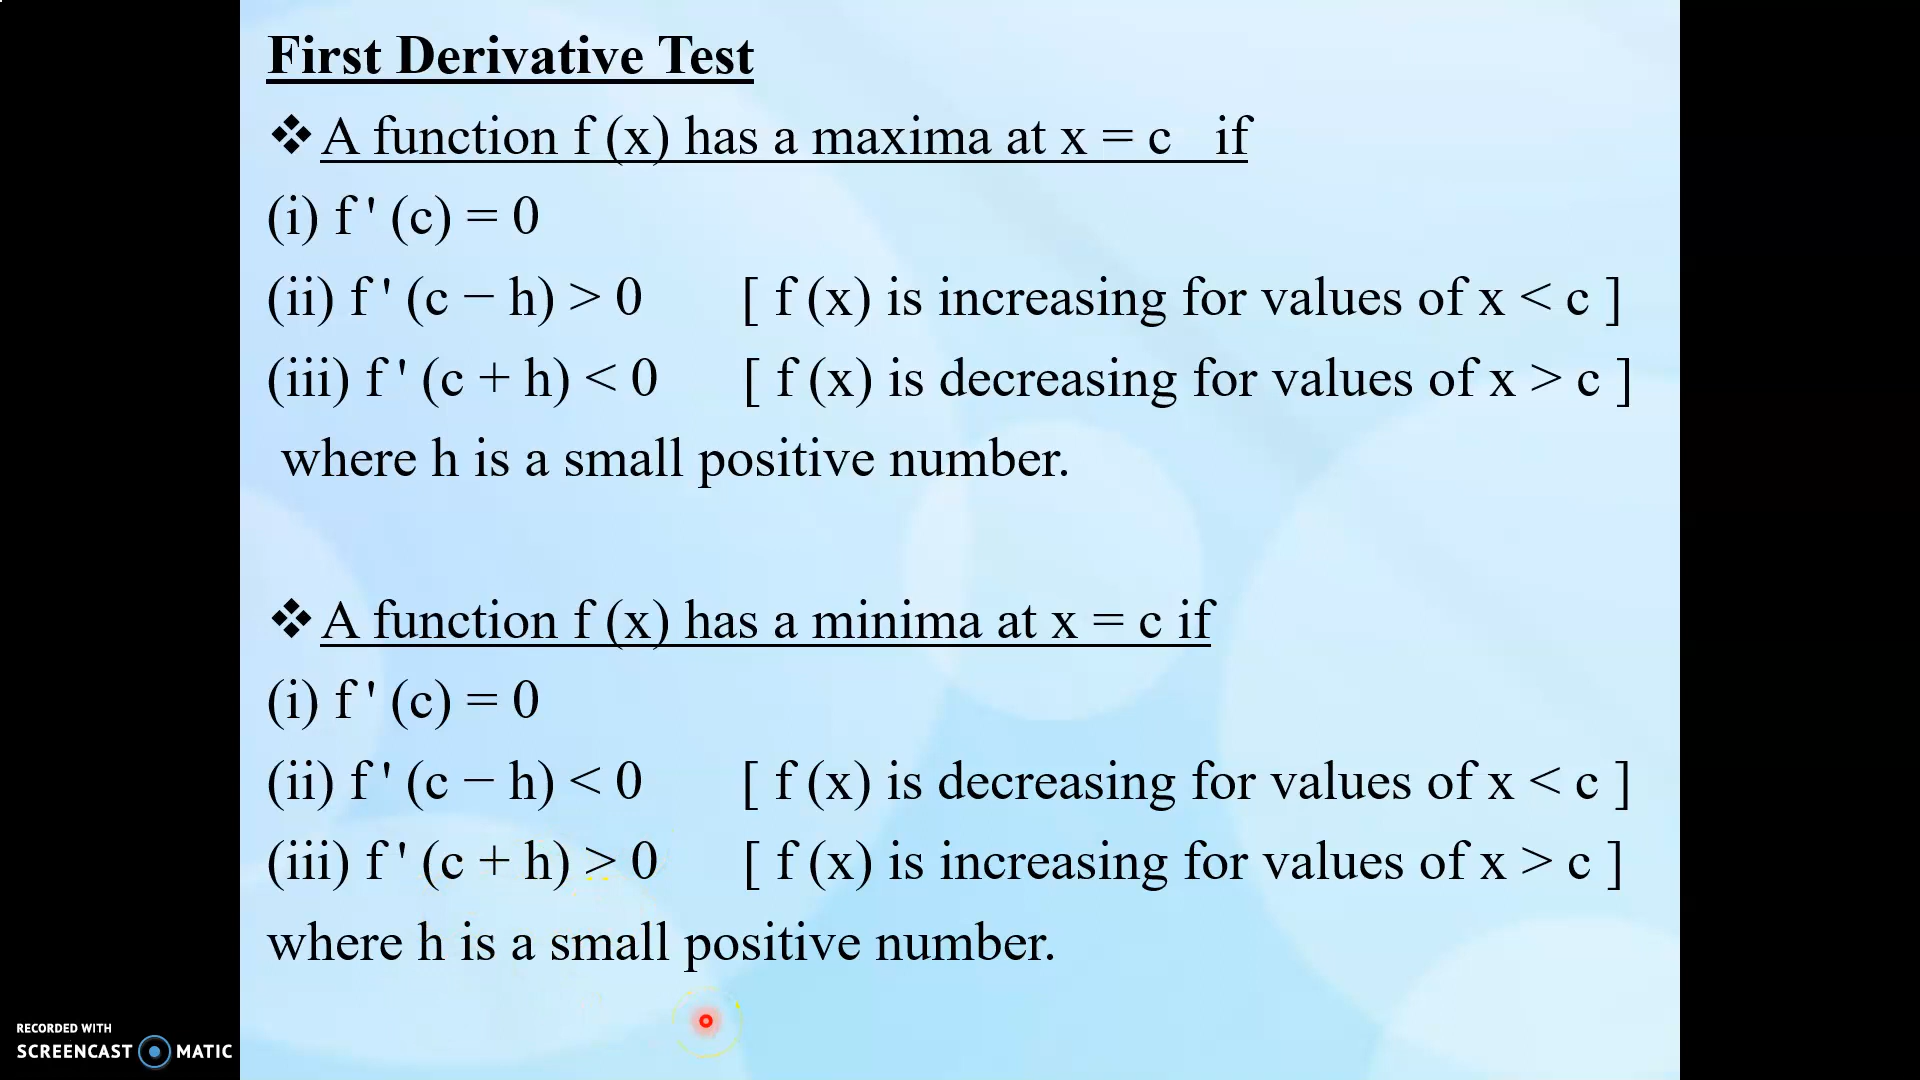 First Derivative Test
❖ A function f (x) has a maxima at x = c if
(i) f ' (c) = 0
(ii) f ' (c − h) > 0 [ f (x) is increasing for values of x < c ]
(iii) f ' (c + h) < 0 [ f (x) is decreasing for values of x > c ]
where h is a small positive number.
❖ A function f (x) has a minima at x = c if
(i) f ' (c) = 0
(ii) f ' (c − h) < 0 [ f (x) is decreasing for values of x < c ]
(iii) f ' (c + h) > 0 [ f (x) is increasing for values of x > c ]
where h is a small positive number.
RECORDED WITH
SCREENCAST MATIC